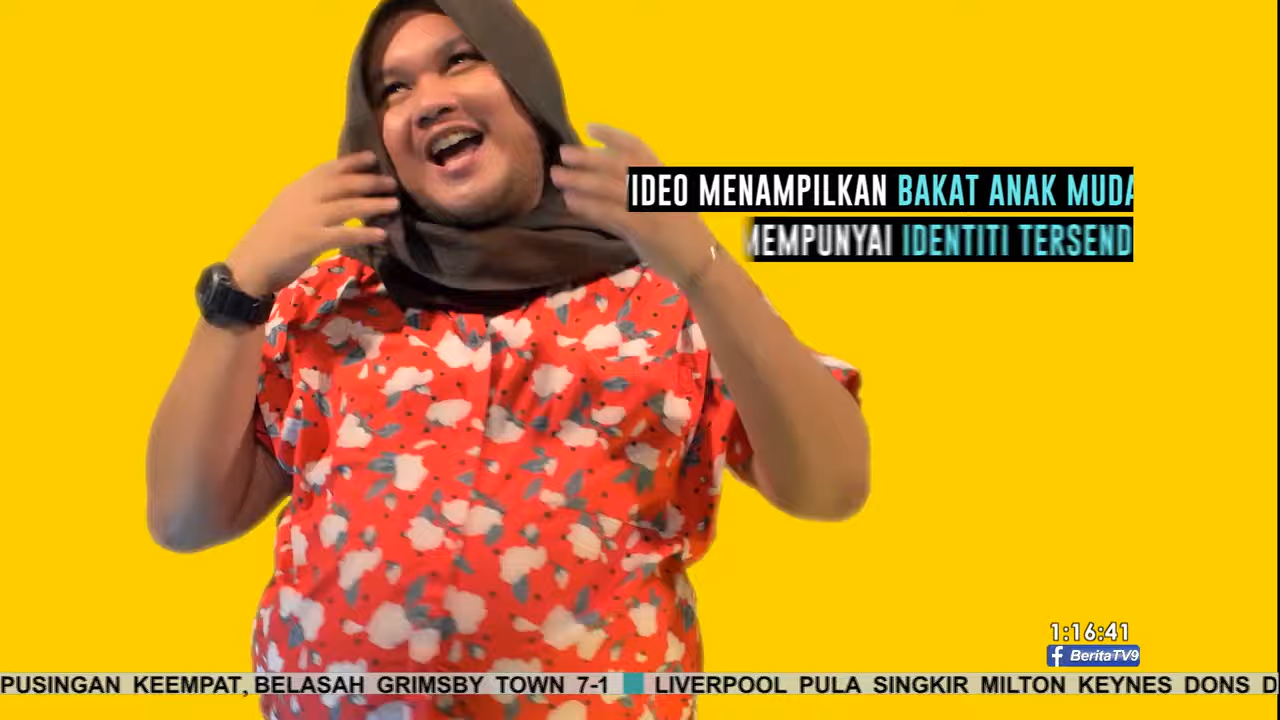 VIDEO MENAMPILKAN BAKAT ANAK MUDA
MEMPUNYAI IDENTITI TERSEND
1:16:41
f BeritaTV9
PUSINGAN KEEMPAT, BELASAH GRIMSBY TOWN 7-1 LIVERPOOL PULA SINGKIR MILTON KEYNES DONS D